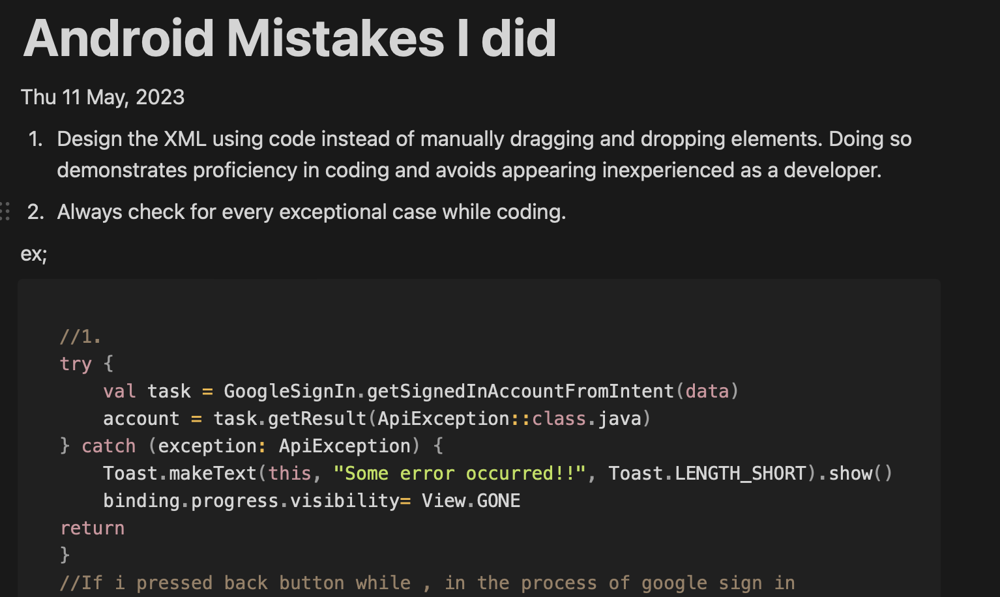 Android Mistakes I did
Thu 11 May, 2023
1. Design the XML using code instead of manually dragging and dropping elements. Doing so
demonstrates proficiency in coding and avoids appearing inexperienced as a developer.
2. Always check for every exceptional case while coding.
ex;
//1.
try {
    val task = GoogleSignIn.getSignedInAccountFromIntent(data)
    account = task.getResult(ApiException::class.java)
} catch (exception: ApiException) {
    Toast.makeText(this, "Some error occurred!!", Toast.LENGTH_SHORT).show()
    binding.progress.visibility= View.GONE
return
}
//If i pressed back button while , in the process of google sign in